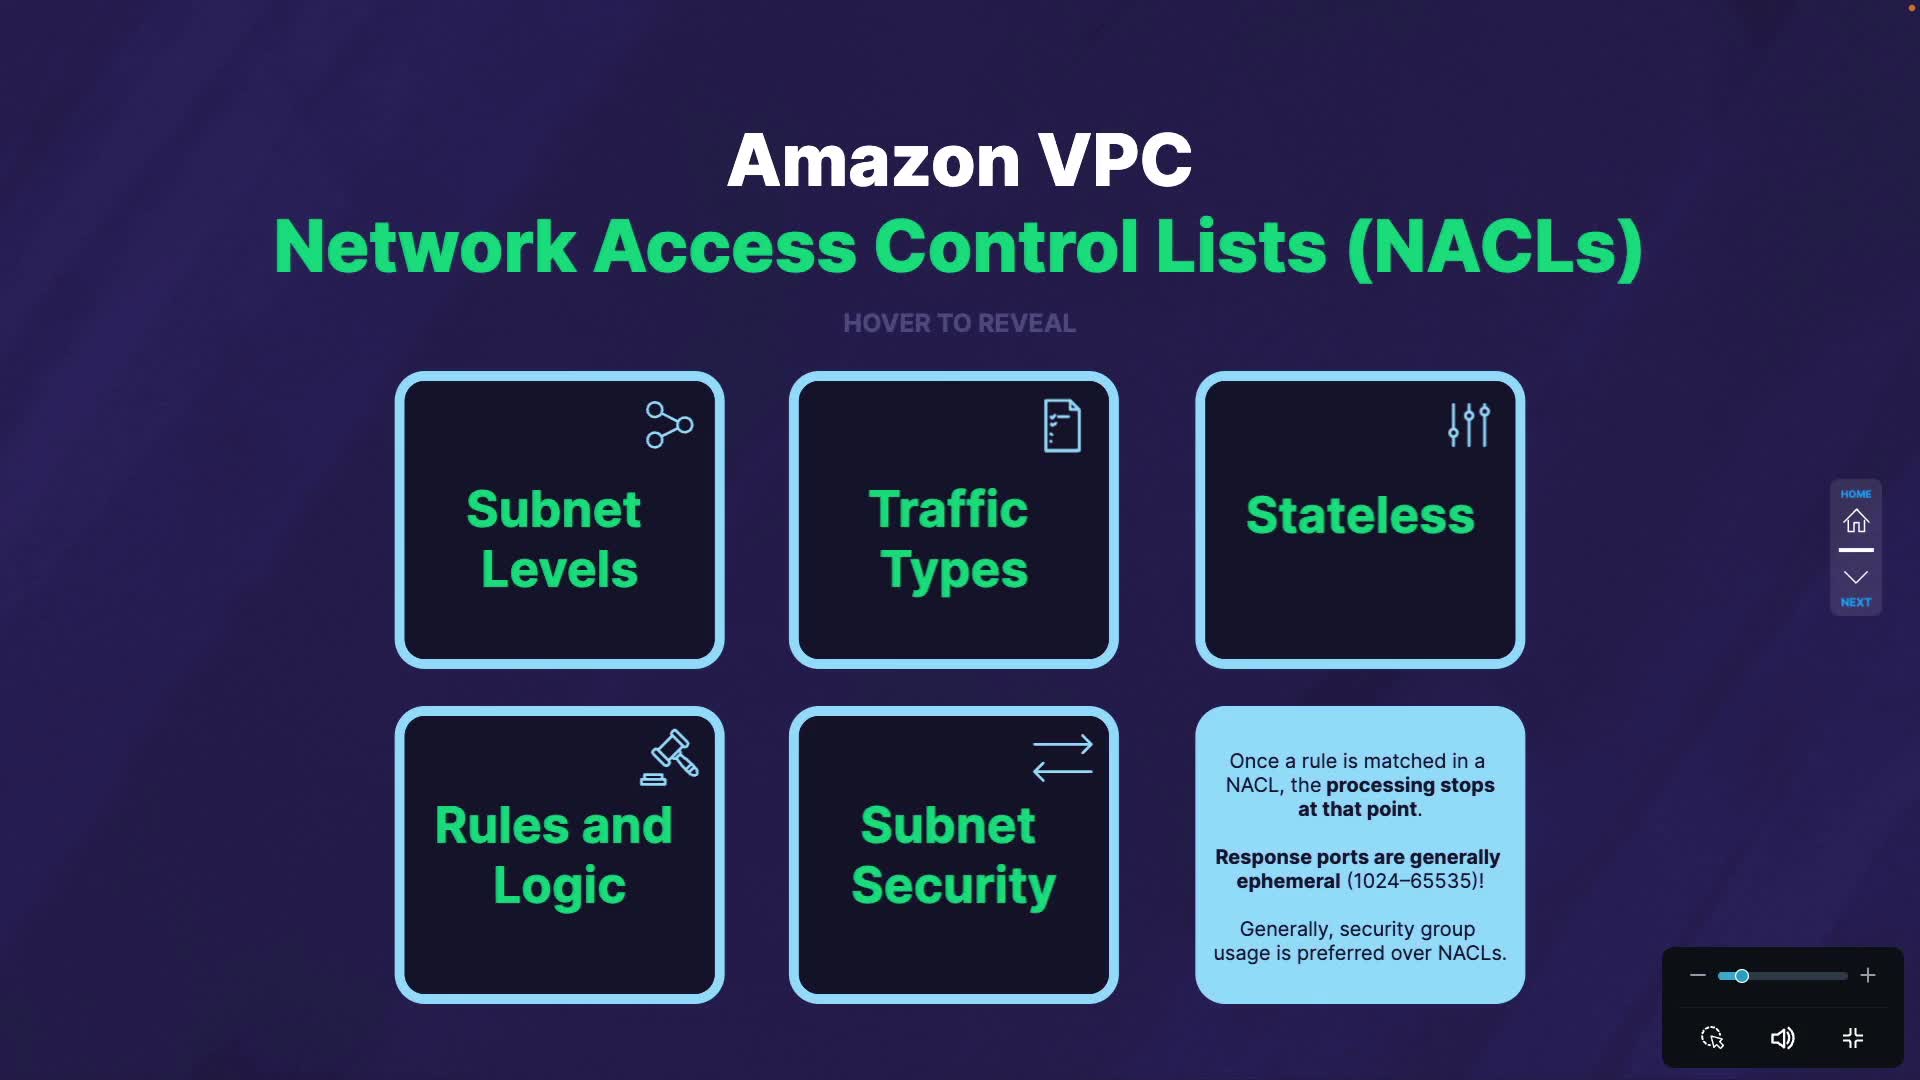 Amazon VPC
Network Access Control Lists (NACLs)
HOVER TO REVEAL
Subnet
Levels
Traffic
Types
Stateless
Rules and
Logic
Subnet
Security
Once a rule is matched in a
NACL, the processing stops
at that point.
Response ports are generally
ephemeral (1024–65535)!
Generally, security group
usage is preferred over NACLs.
HOME
NEXT